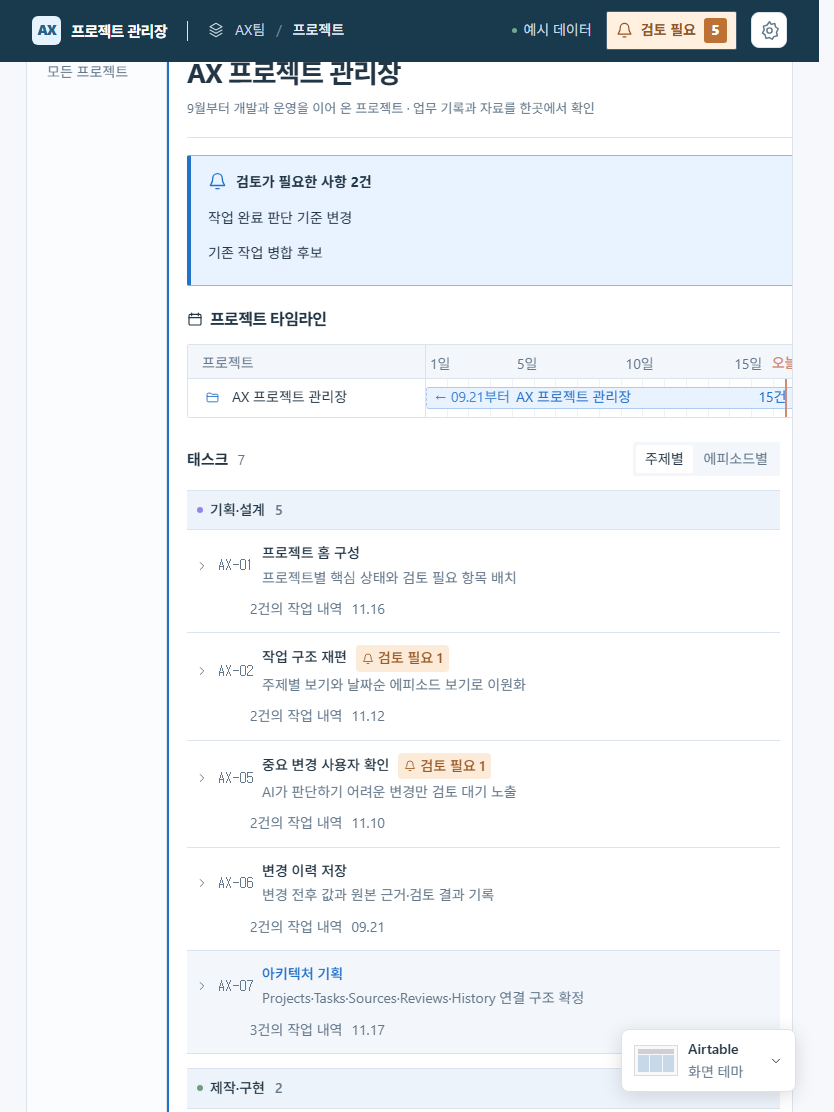 AX 프로젝트 관리장 AX팀 / 프로젝트 예시 데이터 검토 필요 5
모든 프로젝트
AX 프로젝트 관리장
9월부터 개발과 운영을 이어 온 프로젝트 · 업무 기록과 자료를 한곳에서 확인
검토가 필요한 사항 2건
작업 완료 판단 기준 변경
기존 작업 병합 후보
프로젝트 타임라인
프로젝트 1일 5일 10일 15일 오늘
AX 프로젝트 관리장 ← 09.21부터 AX 프로젝트 관리장 15건
태스크 7 주제별 에피소드별
기획·설계 5
AX-01 프로젝트 홈 구성
프로젝트별 핵심 상태와 검토 필요 항목 배치
2건의 작업 내역 11.16
AX-02 작업 구조 재편 검토 필요 1
주제별 보기와 날짜순 에피소드 보기로 이원화
2건의 작업 내역 11.12
AX-05 중요 변경 사용자 확인 검토 필요 1
AI가 판단하기 어려운 변경만 검토 대기 노출
2건의 작업 내역 11.10
AX-06 변경 이력 저장
변경 전후 값과 원본 근거·검토 결과 기록
2건의 작업 내역 09.21
AX-07 아키텍처 기획
Projects·Tasks·Sources·Reviews·History 연결 구조 확정
3건의 작업 내역 11.17
제작·구현 2
Airtable
화면 테마